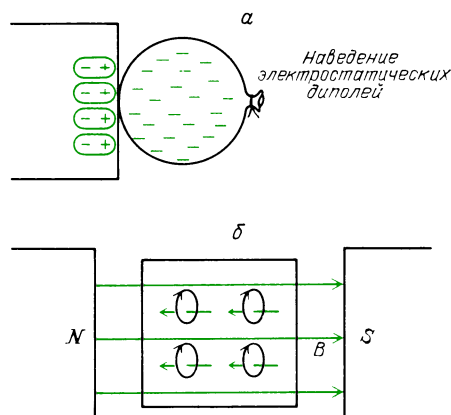 а
Наведение
электростатических
диполей
б
N
B
S